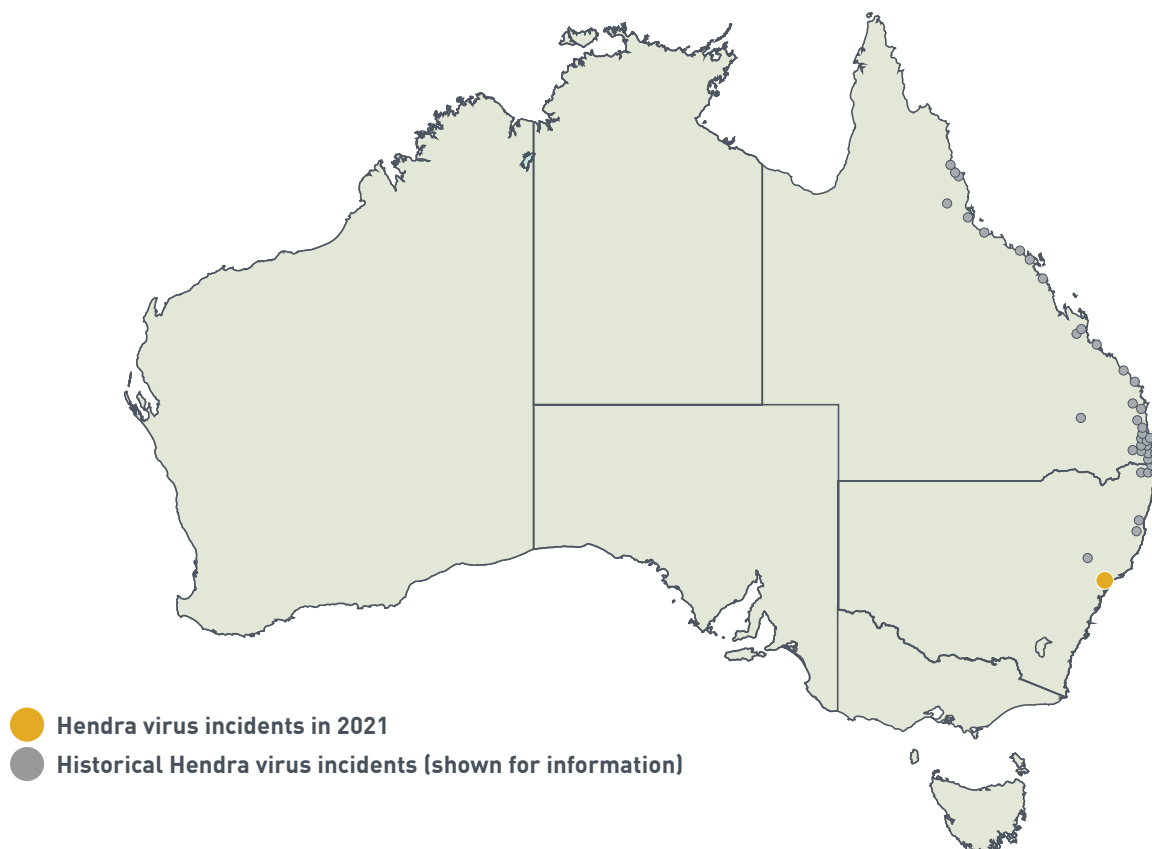 Hendra virus incidents in 2021
Historical Hendra virus incidents (shown for information)